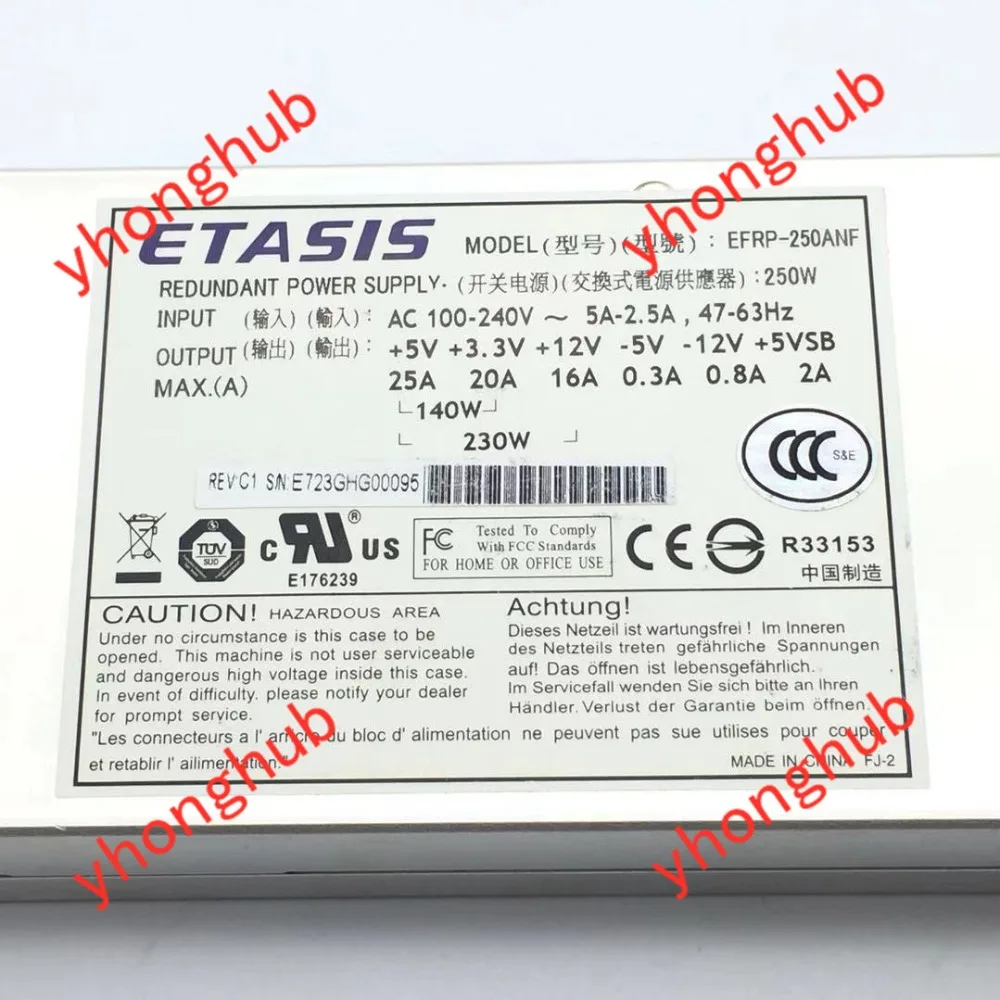 ETASIS
MODEL (型号) (型號) : EFRP-250ANF
REDUNDANT POWER SUPPLY· (开关电源) (交換式電源供應器) : 250W
INPUT (输入) (輸入) : AC 100-240V ~ 5A-2.5A , 47-63Hz
OUTPUT (输出) (輸出) : +5V +3.3V +12V -5V -12V +5VSB
MAX.(A) 25A 20A 16A 0.3A 0.8A 2A
140W
230W
CCC S&E
REV:C1 S/N:E723GHG00095
TÜV
SÜD
c RU US ®
E176239
FC Tested To Comply
With FCC Standards
FOR HOME OR OFFICE USE
CE
R33153
中国制造
CAUTION! HAZARDOUS AREA
Under no circumstance is this case to be
opened. This machine is not user serviceable
and dangerous high voltage inside this case.
In event of difficulty. please notify your dealer
for prompt service.
Achtung!
Dieses Netzeil ist wartungsfrei ! Im Inneren
des Netzteils treten gefährliche Spannungen
auf! Das öffnen ist lebensgefährlich.
Im Servicefall wenden Sie sich bitte an Ihren
Händler. Verlust der Garantie beim öffnen.
"Les connecteurs a l' arricre du bloc d' alimentation ne peuvent pas sue utilises pour couper
et retablir l' ailimentation."
MADE IN CHINA FJ-2
yhonghub
yhonghub
yhonghub
yhonghub